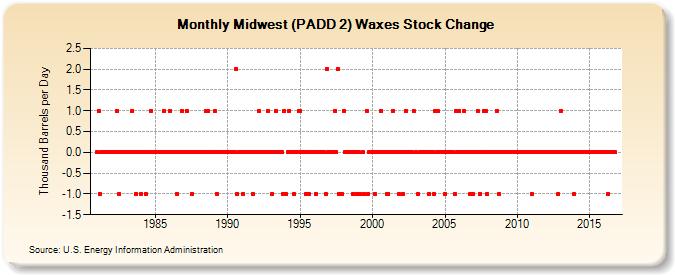 Monthly Midwest (PADD 2) Waxes Stock Change
Thousand Barrels per Day
2.5
2.0
1.5
1.0
0.5
0.0
-0.5
-1.0
-1.5
1985 1990 1995 2000 2005 2010 2015
Source: U.S. Energy Information Administration